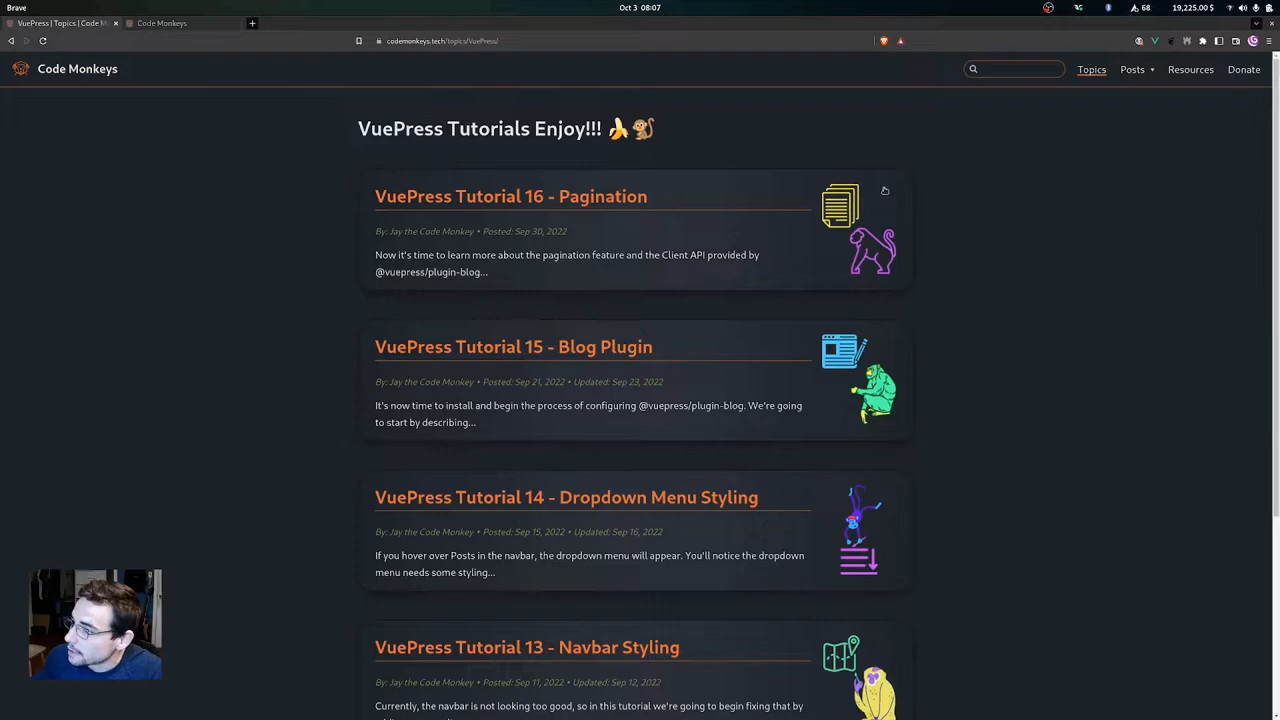 Brave
Oct 3 08:07
68
19,225.00 $
VuePress | Topics | Code M
Code Monkeys
codemonkeys.tech/topics/VuePress/
Code Monkeys
Topics
Posts
Resources
Donate
VuePress Tutorials Enjoy!!! 🍌🐒
VuePress Tutorial 16 - Pagination
By: Jay the Code Monkey • Posted: Sep 30, 2022
Now it's time to learn more about the pagination feature and the Client API provided by
@vuepress/plugin-blog...
VuePress Tutorial 15 - Blog Plugin
By: Jay the Code Monkey • Posted: Sep 21, 2022 • Updated: Sep 23, 2022
It's now time to install and begin the process of configuring @vuepress/plugin-blog. We're going
to start by describing...
VuePress Tutorial 14 - Dropdown Menu Styling
By: Jay the Code Monkey • Posted: Sep 15, 2022 • Updated: Sep 16, 2022
If you hover over Posts in the navbar, the dropdown menu will appear. You'll notice the dropdown
menu needs some styling...
VuePress Tutorial 13 - Navbar Styling
By: Jay the Code Monkey • Posted: Sep 11, 2022 • Updated: Sep 12, 2022
Currently, the navbar is not looking too good, so in this tutorial we're going to begin fixing that by